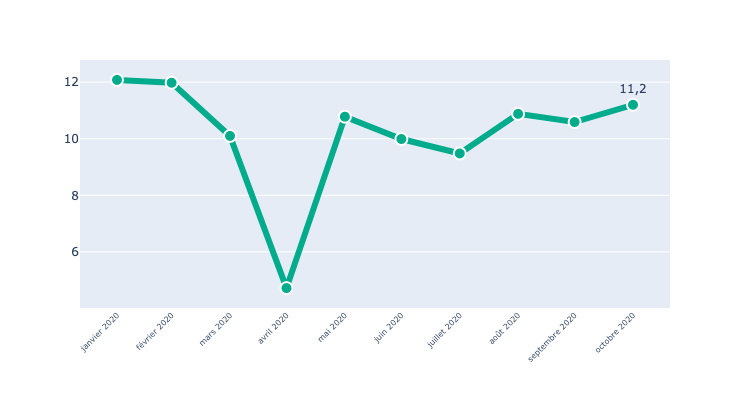 12
11,2
10
8
6
janvier 2020
février 2020
mars 2020
avril 2020
mai 2020
juin 2020
juillet 2020
août 2020
septembre 2020
octobre 2020